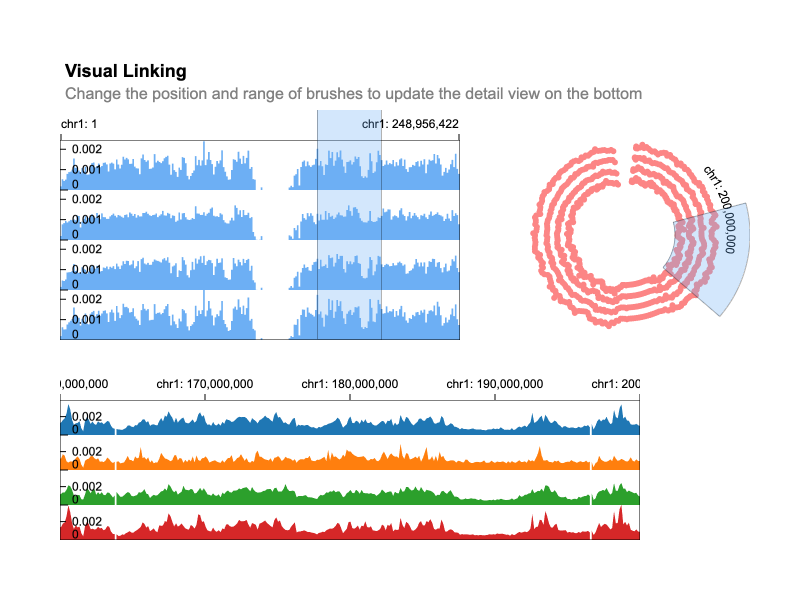 Visual Linking
Change the position and range of brushes to update the detail view on the bottom
chr1: 1
chr1: 248,956,422
0.002
0.001
0
0.002
0.001
0
0.002
0.001
0
0.002
0.001
0
chr1: 200,000,000
0,000,000
chr1: 170,000,000
chr1: 180,000,000
chr1: 190,000,000
chr1: 200
0.002
0
0.002
0
0.002
0
0.002
0